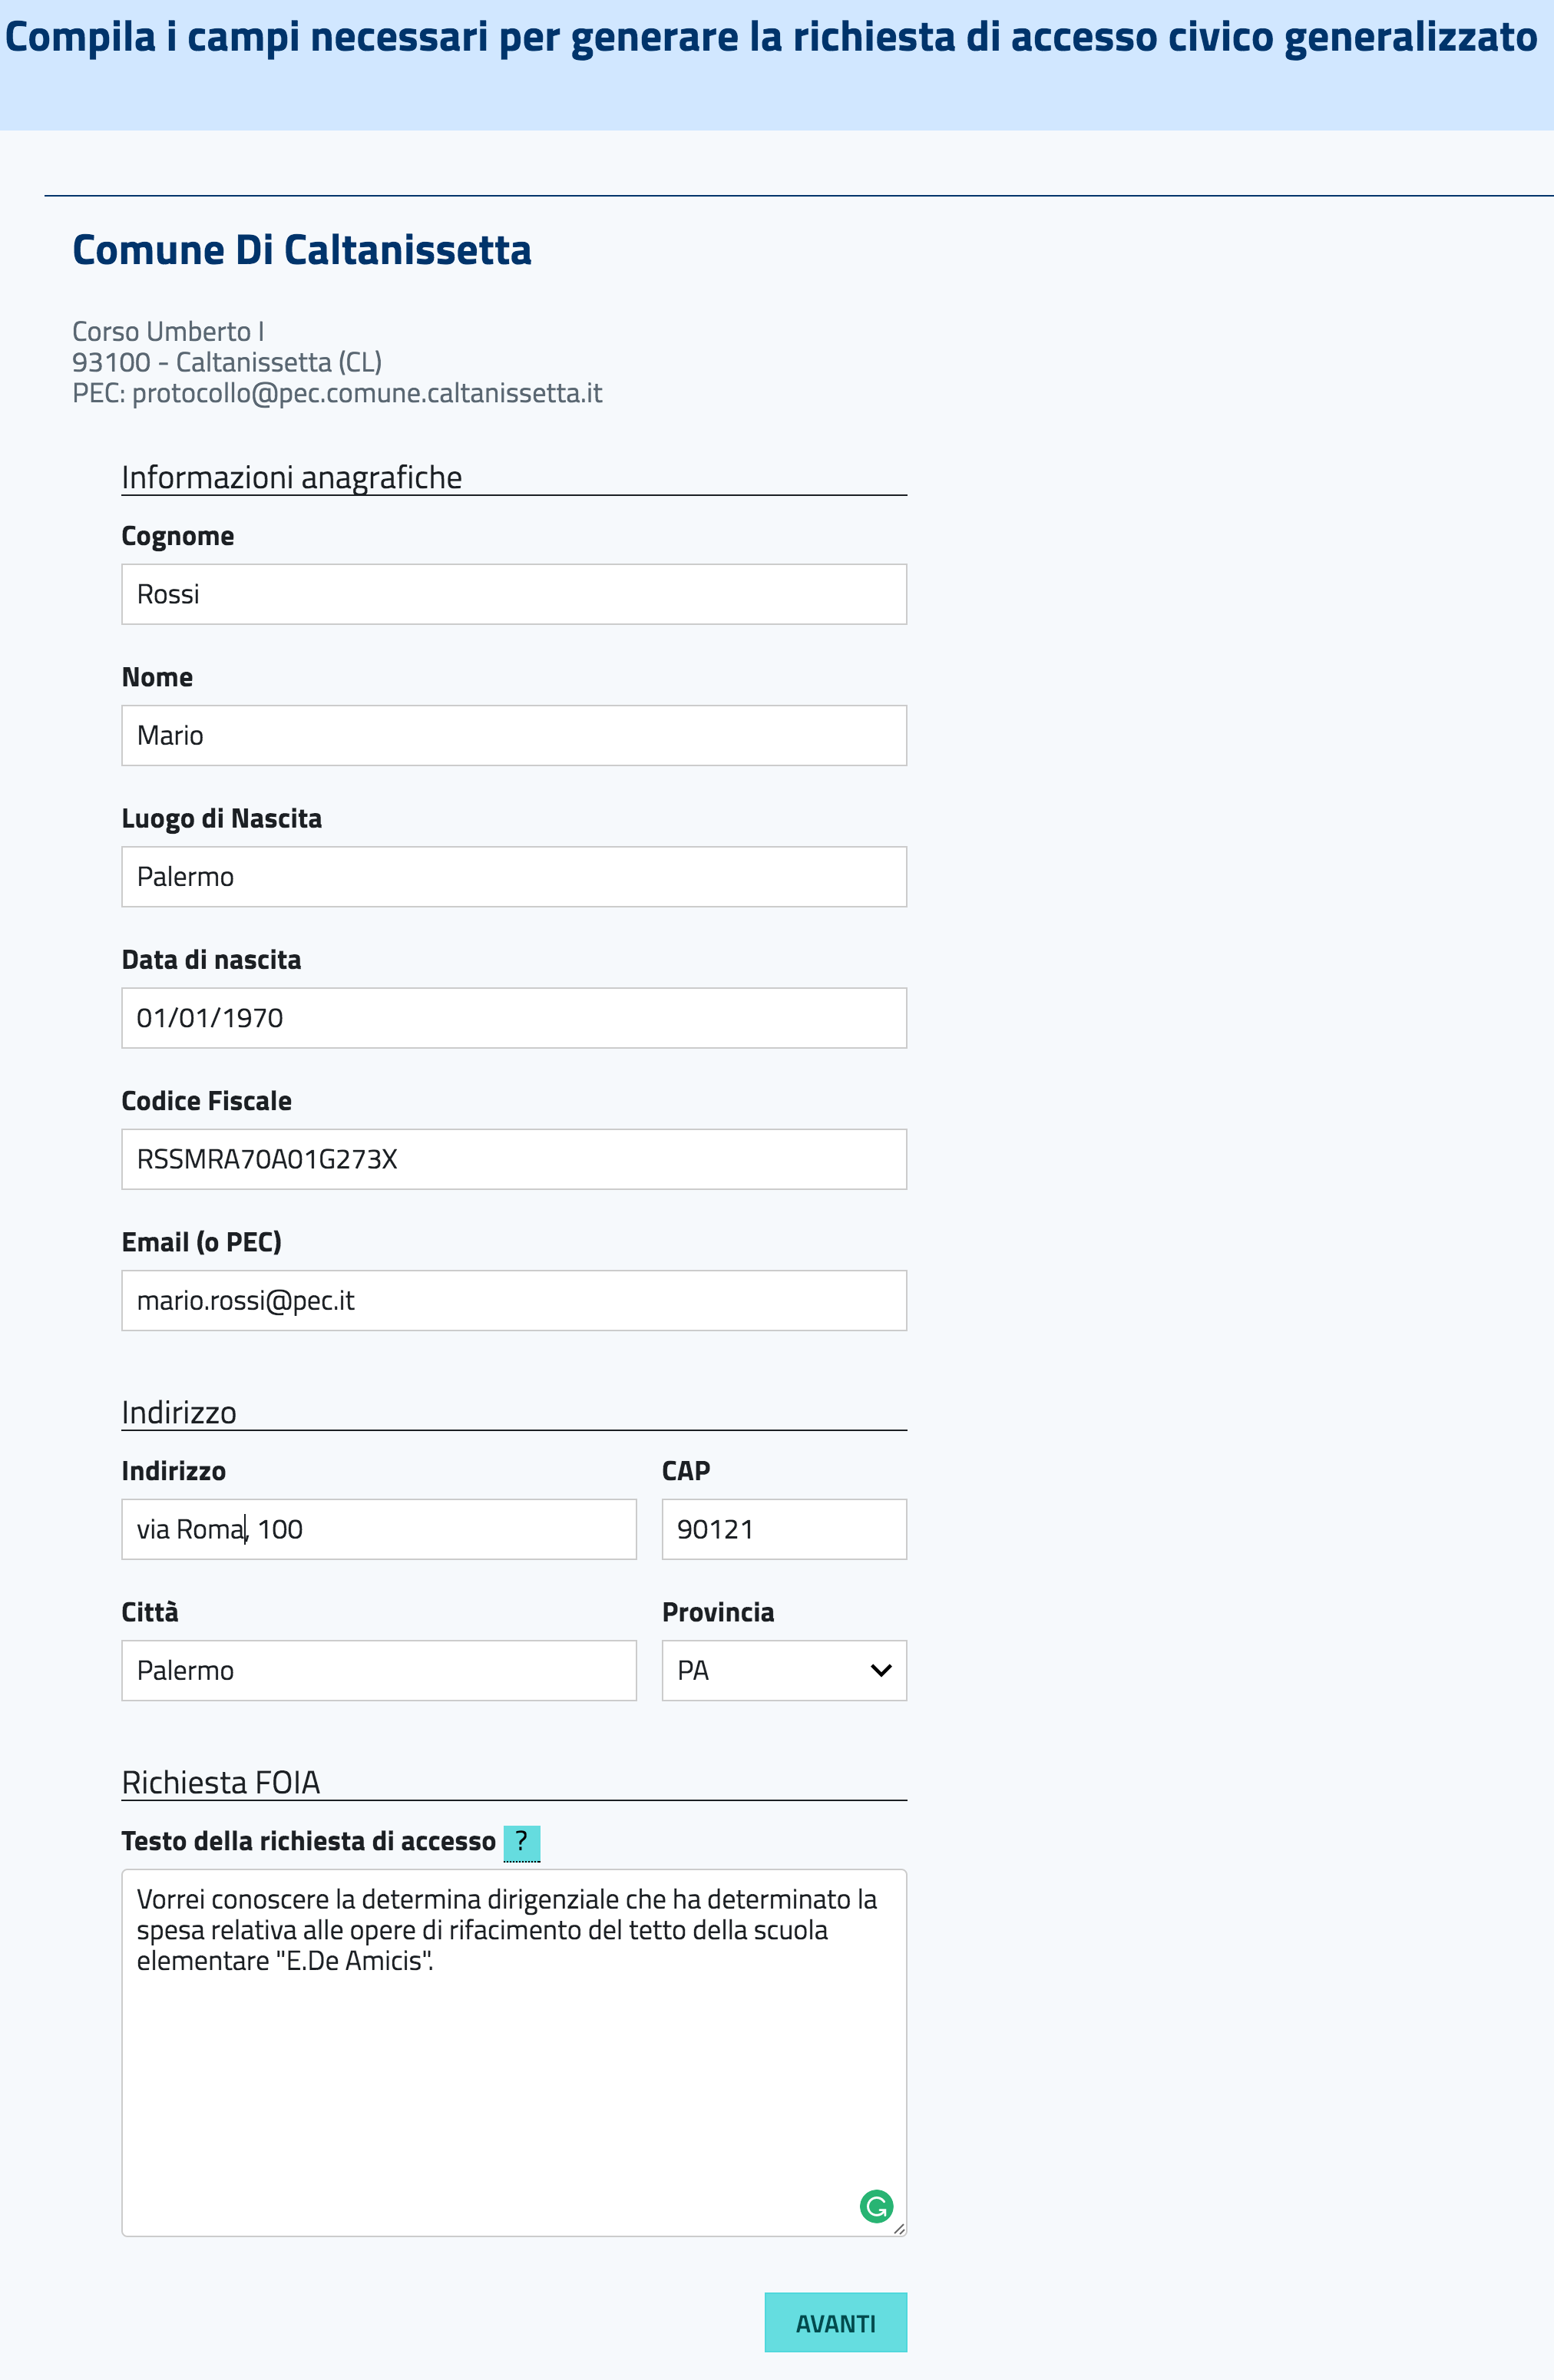 Compila i campi necessari per generare la richiesta di accesso civico generalizzato
Comune Di Caltanissetta
Corso Umberto I
93100 - Caltanissetta (CL)
PEC: protocollo@pec.comune.caltanissetta.it
Informazioni anagrafiche
Cognome
Rossi
Nome
Mario
Luogo di Nascita
Palermo
Data di nascita
01/01/1970
Codice Fiscale
RSSMRA70A01G273X
Email (o PEC)
mario.rossi@pec.it
Indirizzo
Indirizzo CAP
via Roma, 100 90121
Città Provincia
Palermo PA
Richiesta FOIA
Testo della richiesta di accesso ?
Vorrei conoscere la determina dirigenziale che ha determinato la
spesa relativa alle opere di rifacimento del tetto della scuola
elementare "E.De Amicis".
AVANTI